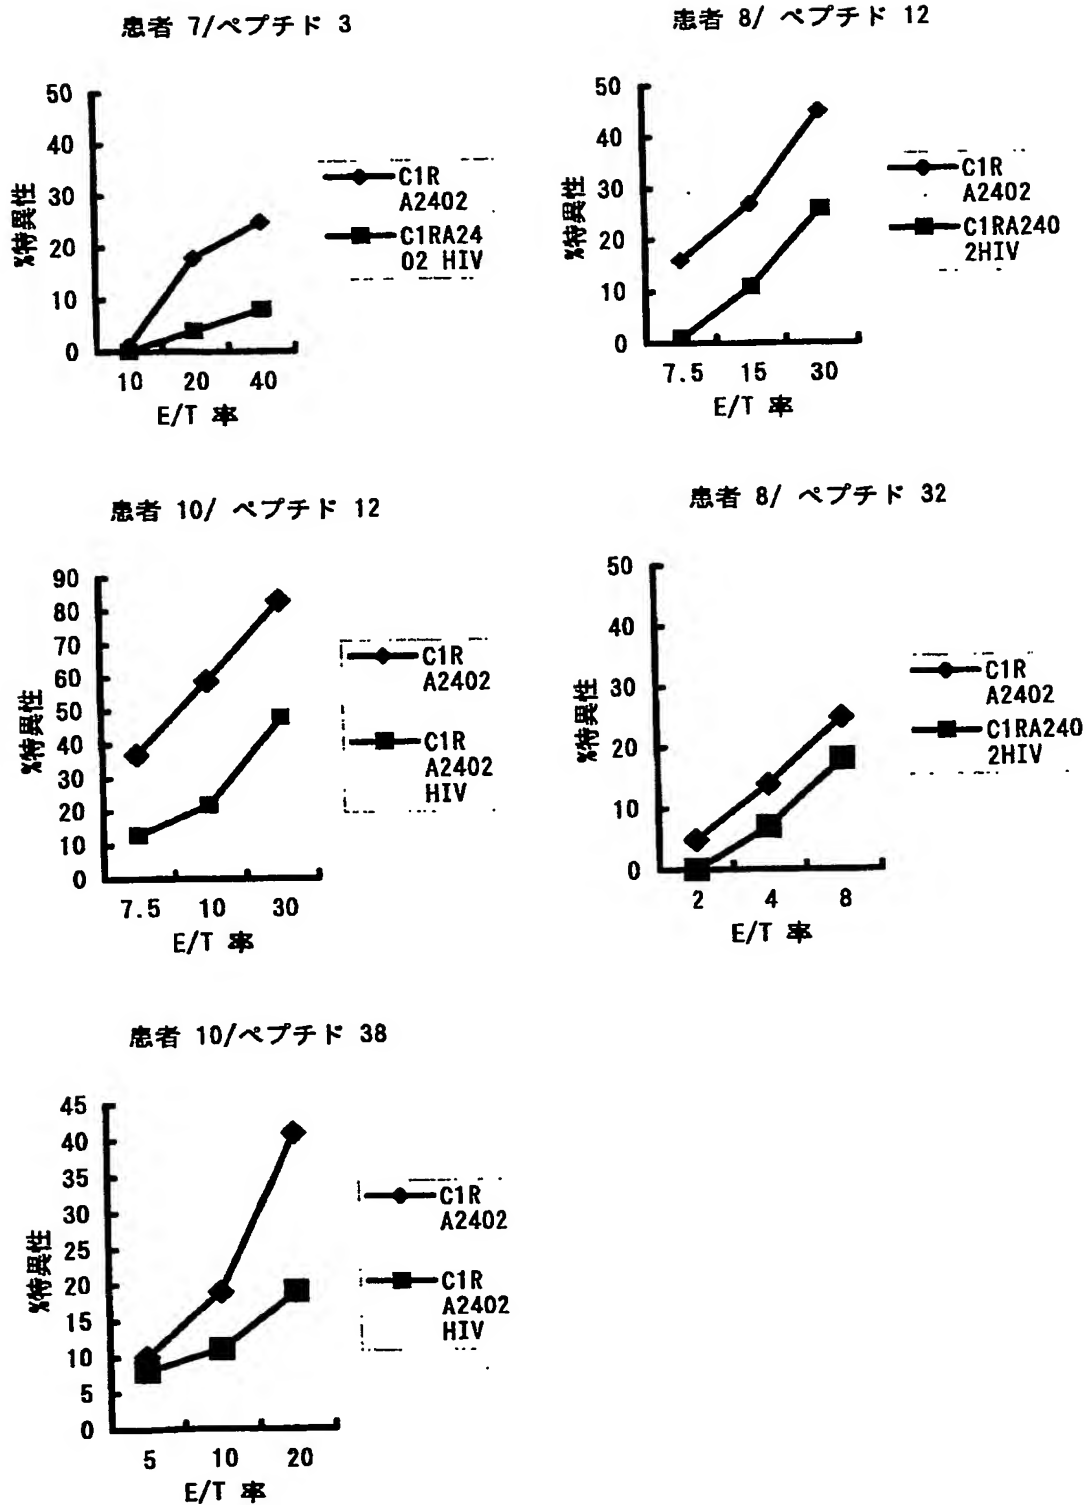 患者 7/ペプチド 3
50
40
30
20
10
0
%特異性
10 20 40
E/T 率
C1R
A2402
C1RA24
02 HIV
患者 8/ ペプチド 12
50
40
30
20
10
0
%特異性
7.5 15 30
E/T 率
C1R
A2402
C1RA240
2HIV
患者 10/ ペプチド 12
90
80
70
60
50
40
30
20
10
0
%特異性
7.5 10 30
E/T 率
C1R
A2402
C1R
A2402
HIV
患者 8/ ペプチド 32
50
40
30
20
10
0
%特異性
2 4 8
E/T 率
C1R
A2402
C1RA240
2HIV
患者 10/ペプチド 38
45
40
35
30
25
20
15
10
5
0
%特異性
5 10 20
E/T 率
C1R
A2402
C1R
A2402
HIV